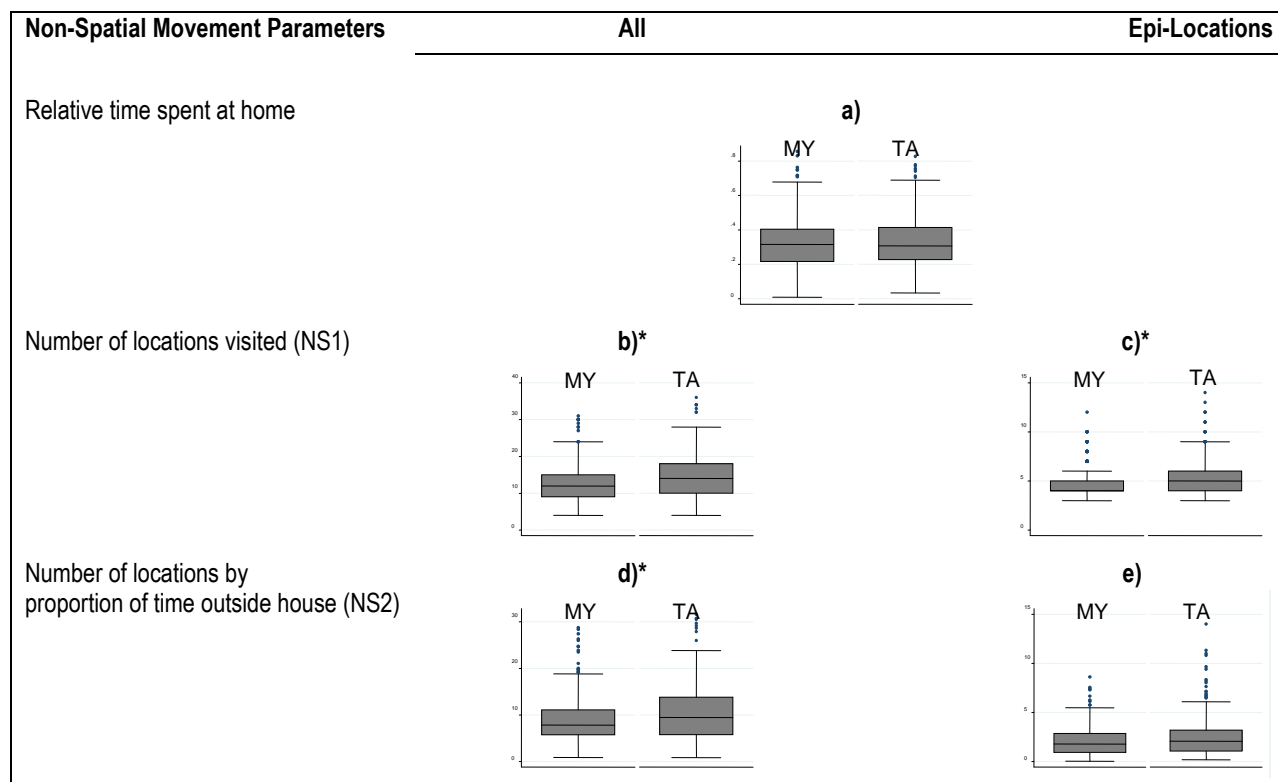 Non-Spatial Movement Parameters All Epi-Locations
Relative time spent at home a)
MY TA
.8
.6
.4
.2
0
Number of locations visited (NS1) b)* c)*
MY TA MY TA
40 15
30
20 10
10 5
0 0
Number of locations by d)* e)
proportion of time outside house (NS2)
MY TA MY TA
30 15
20 10
10 5
0 0